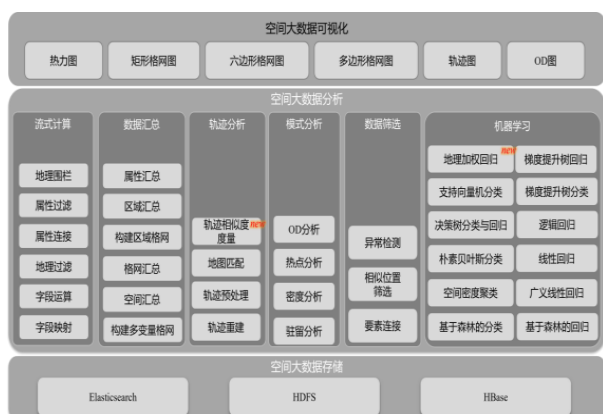 空间大数据可视化
热力图
矩形格网图
六边形格网图
多边形格网图
轨迹图
OD图
空间大数据分析
流式计算
地理围栏
属性过滤
属性连接
地理过滤
字段运算
字段映射
数据汇总
属性汇总
区域汇总
构建区域格网
格网汇总
空间汇总
构建多变量格网
轨迹分析
轨迹相似度 new
度量
地图匹配
轨迹预处理
轨迹重建
模式分析
OD分析
热点分析
密度分析
驻留分析
数据筛选
异常检测
相似位置
筛选
要素连接
机器学习
地理加权回归 new
梯度提升树回归
支持向量机分类
梯度提升树分类
决策树分类与回归
逻辑回归
朴素贝叶斯分类
线性回归
空间密度聚类
广义线性回归
基于森林的分类
基于森林的回归
空间大数据存储
Elasticsearch
HDFS
HBase